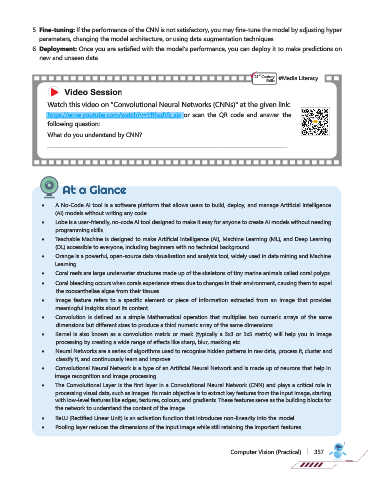 5 Fine-tuning: If the performance of the CNN is not satisfactory, you may fine-tune the model by adjusting hyper
parameters, changing the model architecture, or using data augmentation techniques
6 Deployment: Once you are satisfied with the model's performance, you can deploy it to make predictions on
new and unseen data
21st Century Skills #Media Literacy
Video Session
Watch this video on "Convolutional Neural Networks (CNNs)" at the given link:
or scan the QR code and answer the
following question:
What do you understand by CNN?
At a Glance
• A No-Code AI tool is a software platform that allows users to build, deploy, and manage Artificial Intelligence
(AI) models without writing any code
• Lobe is a user-friendly, no-code AI tool designed to make it easy for anyone to create AI models without needing
programming skills
• Teachable Machine is designed to make Artificial Intelligence (AI), Machine Learning (ML), and Deep Learning
(DL) accessible to everyone, including beginners with no technical background
• Orange is a powerful, open-source data visualisation and analysis tool, widely used in data mining and Machine
Learning
• Coral reefs are large underwater structures made up of the skeletons of tiny marine animals called coral polyps
• Coral bleaching occurs when corals experience stress due to changes in their environment, causing them to expel
the zooxanthellae algae from their tissues
• Image feature refers to a specific element or piece of information extracted from an image that provides
meaningful insights about its content
• Convolution is defined as a simple Mathematical operation that multiplies two numeric arrays of the same
dimensions but different sizes to produce a third numeric array of the same dimensions
• Kernel is also known as a convolution matrix or mask (typically a 3x3 or 5x5 matrix) will help you in image
processing by creating a wide range of effects like sharp, blur, masking etc
• Neural Networks are a series of algorithms used to recognise hidden patterns in raw data, process it, cluster and
classify it, and continuously learn and improve
• Convolutional Neural Network is a type of an Artificial Neural Network and is made up of neurons that help in
image recognition and image processing
• The Convolutional Layer is the first layer in a Convolutional Neural Network (CNN) and plays a critical role in
processing visual data, such as images Its main objective is to extract key features from the input image, starting
with low-level features like edges, textures, colours, and gradients These features serve as the building blocks for
the network to understand the content of the image
• ReLU (Rectified Linear Unit) is an activation function that introduces non-linearity into the model
• Pooling layer reduces the dimensions of the input image while still retaining the important features
Computer Vision (Practical) 357